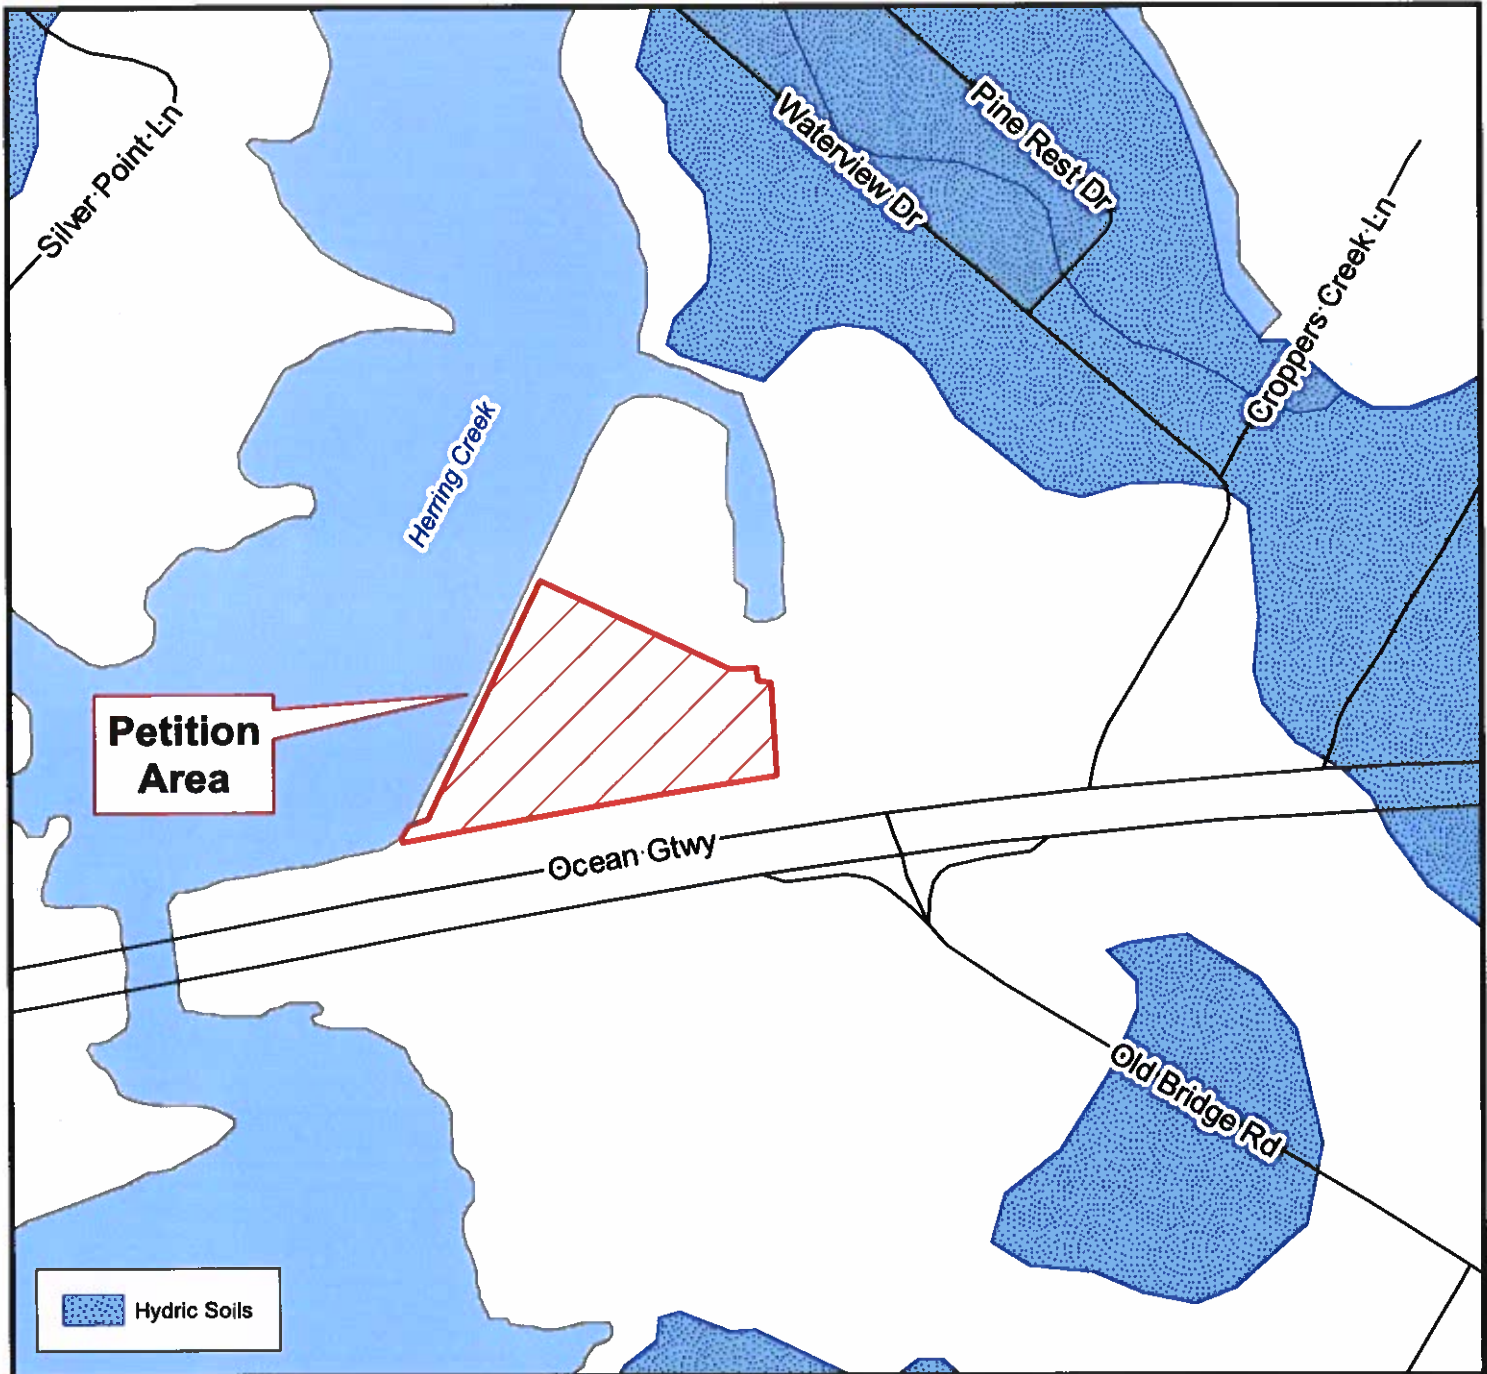 Silver Point Ln
Waterview Dr
Pine Rest Dr
Croppers Creek Ln
Herring Creek
Petition
Area
Ocean Gtwy
Old Bridge Rd
Hydric Soils